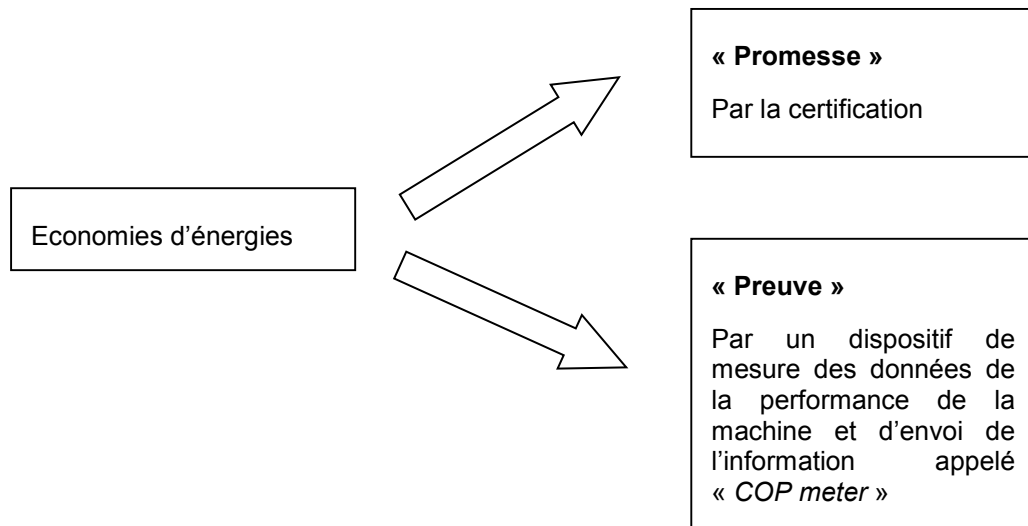 « Promesse »
Par la certification
Economies d’énergies
« Preuve »
Par un dispositif de
mesure des données de
la performance de la
machine et d’envoi de
l’information appelé
« COP meter »